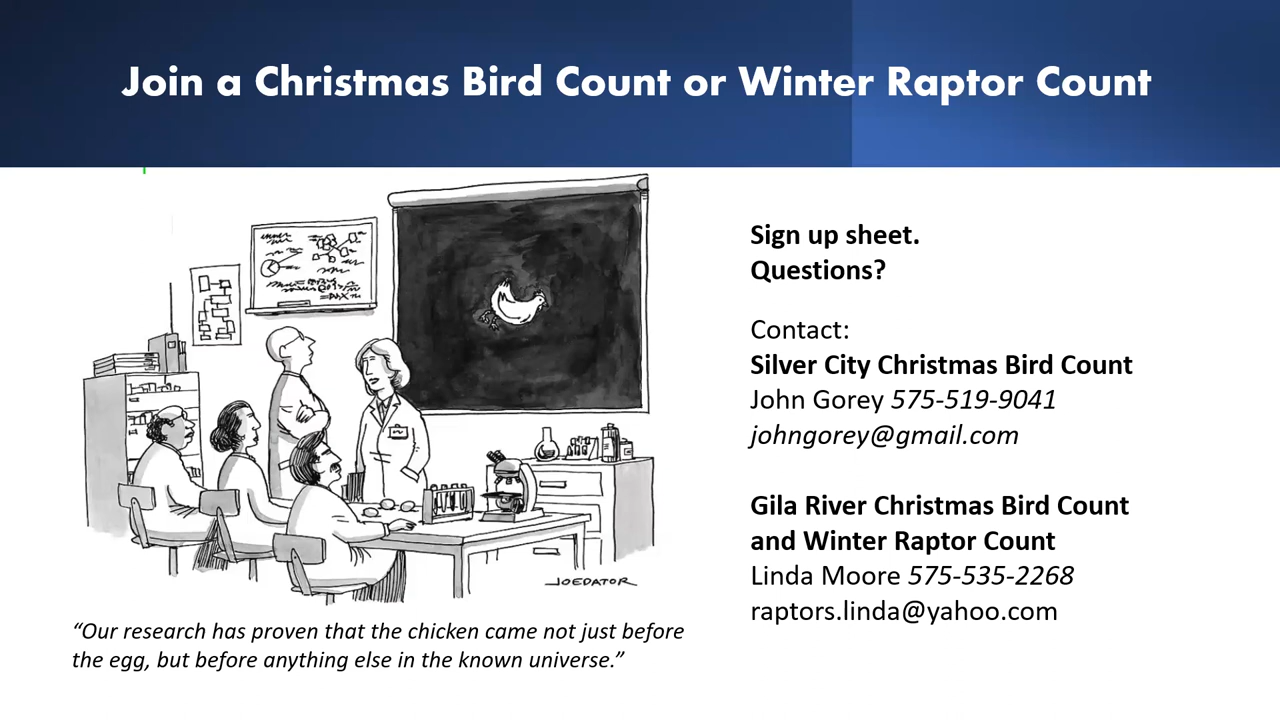 Join a Christmas Bird Count or Winter Raptor Count
Sign up sheet.
Questions?
Contact:
Silver City Christmas Bird Count
John Gorey 575-519-9041
johngorey@gmail.com
Gila River Christmas Bird Count
and Winter Raptor Count
Linda Moore 575-535-2268
raptors.linda@yahoo.com
JOEDATOR
“Our research has proven that the chicken came not just before
the egg, but before anything else in the known universe.”